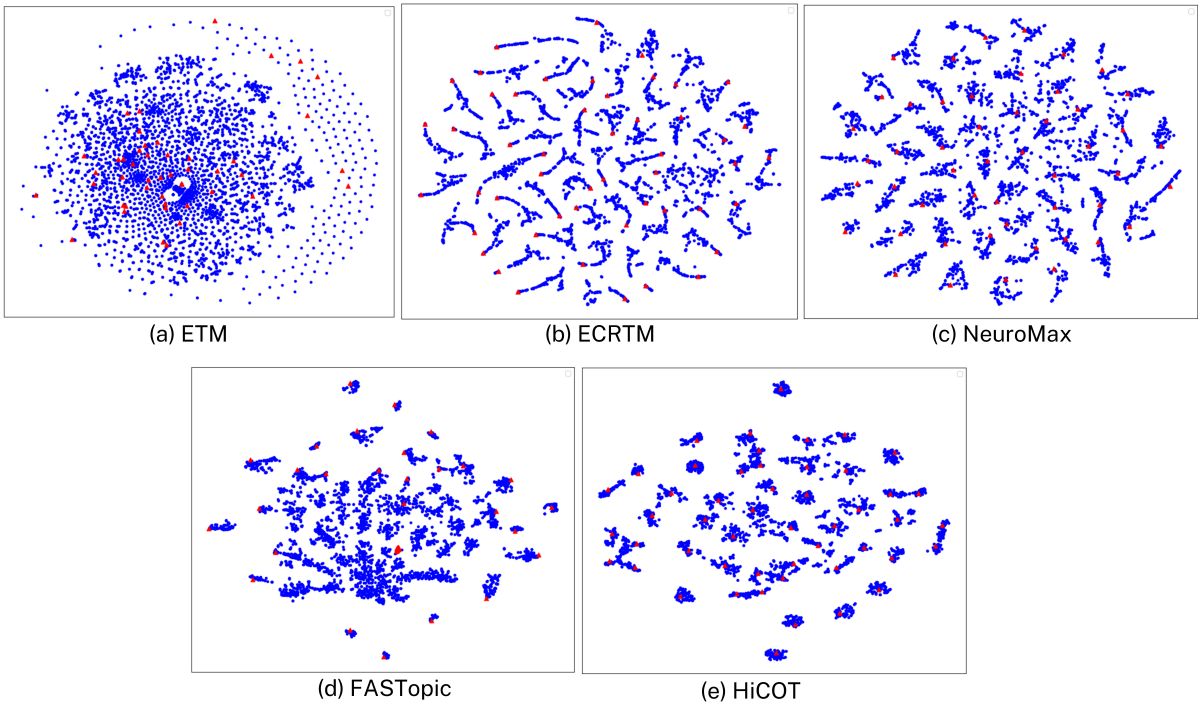 (a) ETM
(b) ECRTM
(c) NeuroMax
(d) FASTopic
(e) HiCOT